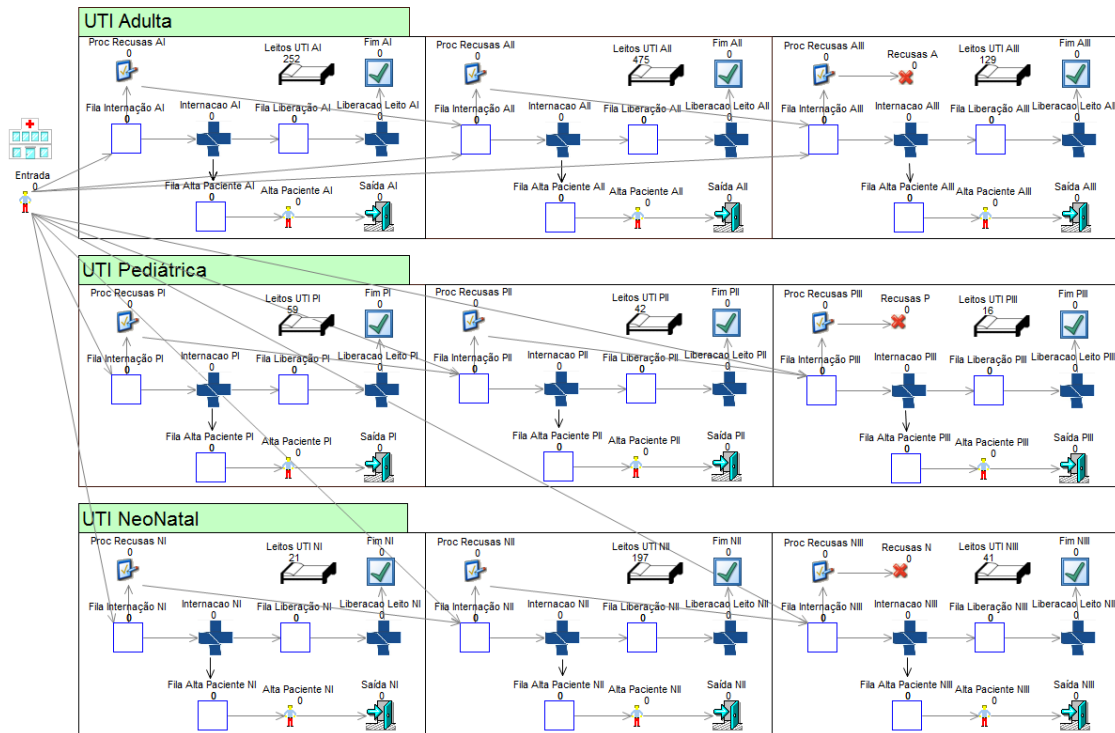 UTI Adulta
Proc Recusas AI
0
Leitos UTI AI
252
Fim AI
0
Fila Internação AI
0
Internacao AI
0
Fila Liberação AI
0
Liberacao Leito AI
0
Fila Alta Paciente AI
0
Alta Paciente AI
0
Saída AI
0
Proc Recusas AII
0
Leitos UTI AII
475
Fim AII
0
Fila Internação AII
0
Internacao AII
0
Fila Liberação AII
0
Liberacao Leito AII
0
Fila Alta Paciente AII
0
Alta Paciente AII
0
Saída AII
0
Proc Recusas AIII
0
Recusas A
0
Leitos UTI AIII
129
Fim AIII
0
Fila Internação AIII
0
Internacao AIII
0
Fila Liberação AIII
0
Liberacao Leito AIII
0
Fila Alta Paciente AIII
0
Alta Paciente AIII
0
Saída AIII
0
Entrada
0
UTI Pediátrica
Proc Recusas PI
0
Leitos UTI PI
59
Fim PI
0
Fila Internação PI
0
Internacao PI
0
Fila Liberação PI
0
Liberacao Leito PI
0
Fila Alta Paciente PI
0
Alta Paciente PI
0
Saída PI
0
Proc Recusas PII
0
Leitos UTI PII
42
Fim PII
0
Fila Internação PII
0
Internacao PII
0
Fila Liberação PII
0
Liberacao Leito PII
0
Fila Alta Paciente PII
0
Alta Paciente PII
0
Saída PII
0
Proc Recusas PIII
0
Recusas P
0
Leitos UTI PIII
16
Fim PIII
0
Fila Internação PIII
0
Internacao PIII
0
Fila Liberação PIII
0
Liberacao Leito PIII
0
Fila Alta Paciente PIII
0
Alta Paciente PIII
0
Saída PIII
0
UTI NeoNatal
Proc Recusas NI
0
Leitos UTI NI
21
Fim NI
0
Fila Internação NI
0
Internacao NI
0
Fila Liberação NI
0
Liberacao Leito NI
0
Fila Alta Paciente NI
0
Alta Paciente NI
0
Saída NI
0
Proc Recusas NII
0
Leitos UTI NII
197
Fim NII
0
Fila Internação NII
0
Internacao NII
0
Fila Liberação NII
0
Liberacao Leito NII
0
Fila Alta Paciente NII
0
Alta Paciente NII
0
Saída NII
0
Proc Recusas NIII
0
Recusas N
0
Leitos UTI NIII
41
Fim NIII
0
Fila Internação NIII
0
Internacao NIII
0
Fila Liberação NIII
0
Liberacao Leito NIII
0
Fila Alta Paciente NIII
0
Alta Paciente NIII
0
Saída NIII
0